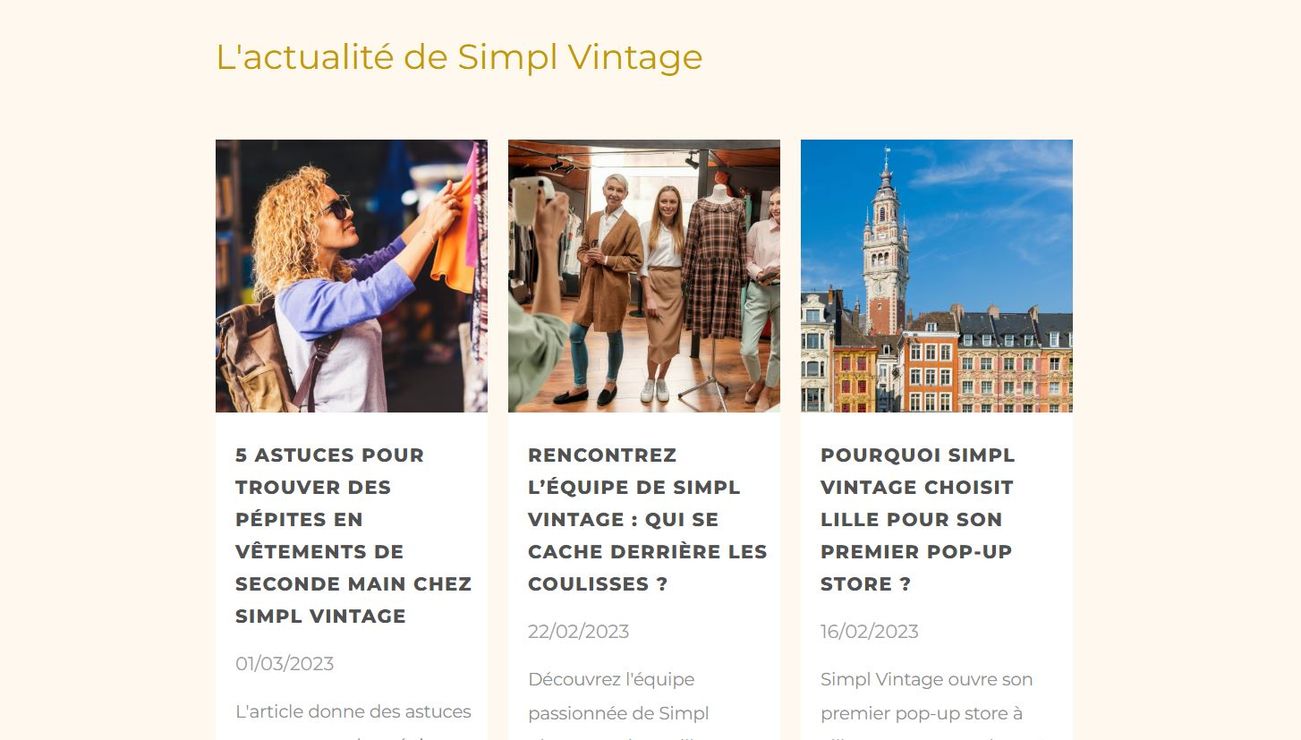 L'actualité de Simpl Vintage
5 ASTUCES POUR
TROUVER DES
PÉPITES EN
VÊTEMENTS DE
SECONDE MAIN CHEZ
SIMPL VINTAGE
01/03/2023
L'article donne des astuces
RENCONTREZ
L’ÉQUIPE DE SIMPL
VINTAGE : QUI SE
CACHE DERRIÈRE LES
COULISSES ?
22/02/2023
Découvrez l'équipe
passionnée de Simpl
POURQUOI SIMPL
VINTAGE CHOISIT
LILLE POUR SON
PREMIER POP-UP
STORE ?
16/02/2023
Simpl Vintage ouvre son
premier pop-up store à